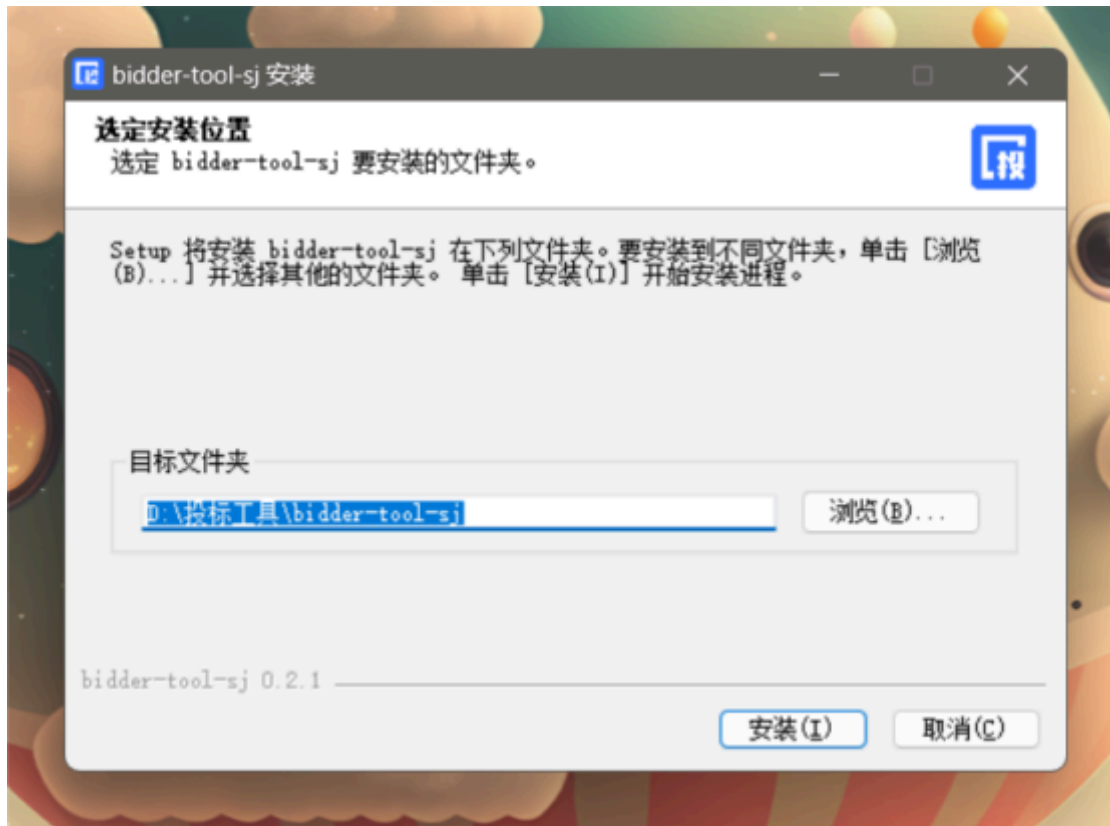 bidder-tool-sj 安装
选定安装位置
选定 bidder-tool-sj 要安装的文件夹。
投
Setup 将安装 bidder-tool-sj 在下列文件夹。要安装到不同文件夹，单击 [浏览
(B)...] 并选择其他的文件夹。 单击 [安装(I)] 开始安装进程。
目标文件夹
D:\投标工具\bidder-tool-sj
浏览(B)...
bidder-tool-sj 0.2.1
安装(I)
取消(C)